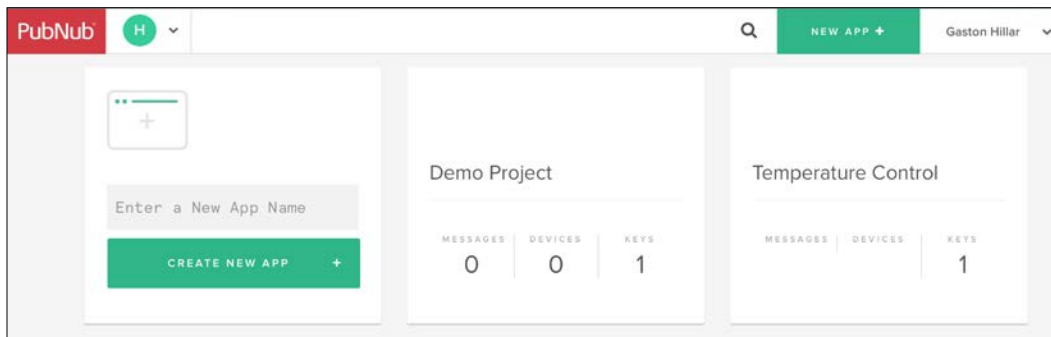 PubNub
H
NEW APP +
Gaston Hillar
Enter a New App Name
CREATE NEW APP +
Demo Project
MESSAGES DEVICES KEYS
0 0 1
Temperature Control
MESSAGES DEVICES KEYS
1